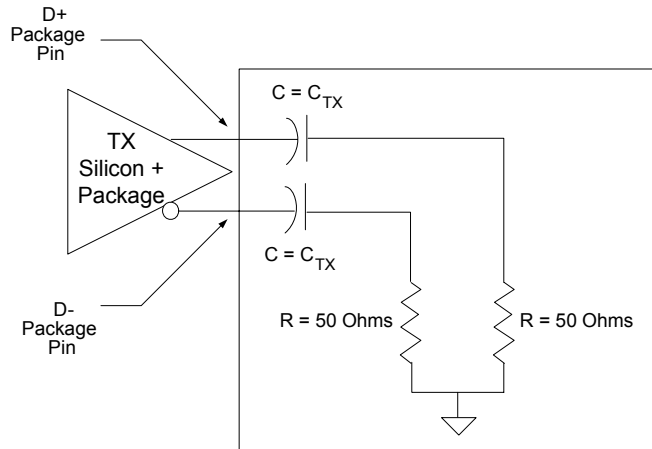 D+
Package
Pin
C = C_TX
TX
Silicon +
Package
C = C_TX
D-
Package
Pin
R = 50 Ohms
R = 50 Ohms